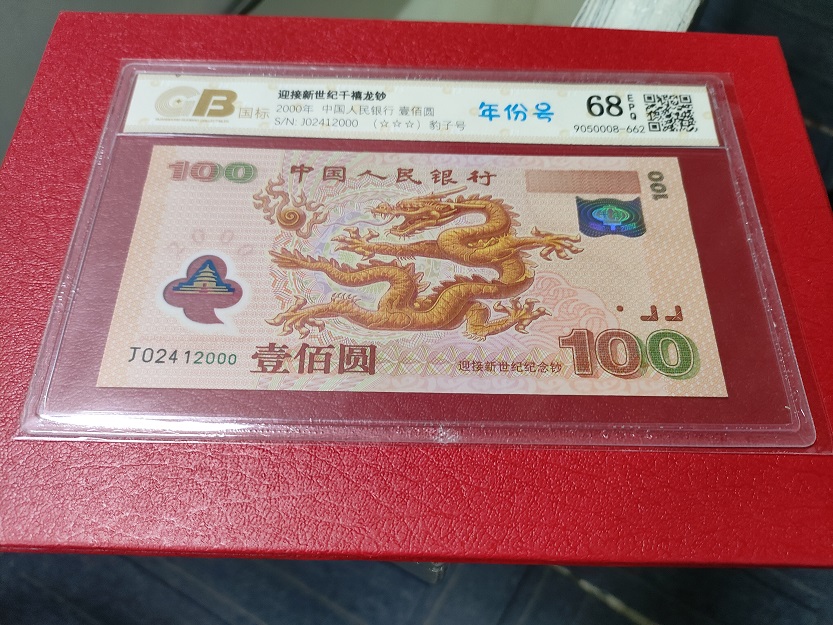 GB 国标
迎接新世纪千禧龙钞
2000年 中国人民银行 壹佰圆
S/N: J02412000 (☆☆☆) 豹子号
年份号
68 EPQ
9050008-662
100
中国人民银行
100
2000
J02412000
壹佰圆
迎接新世纪纪念钞
100